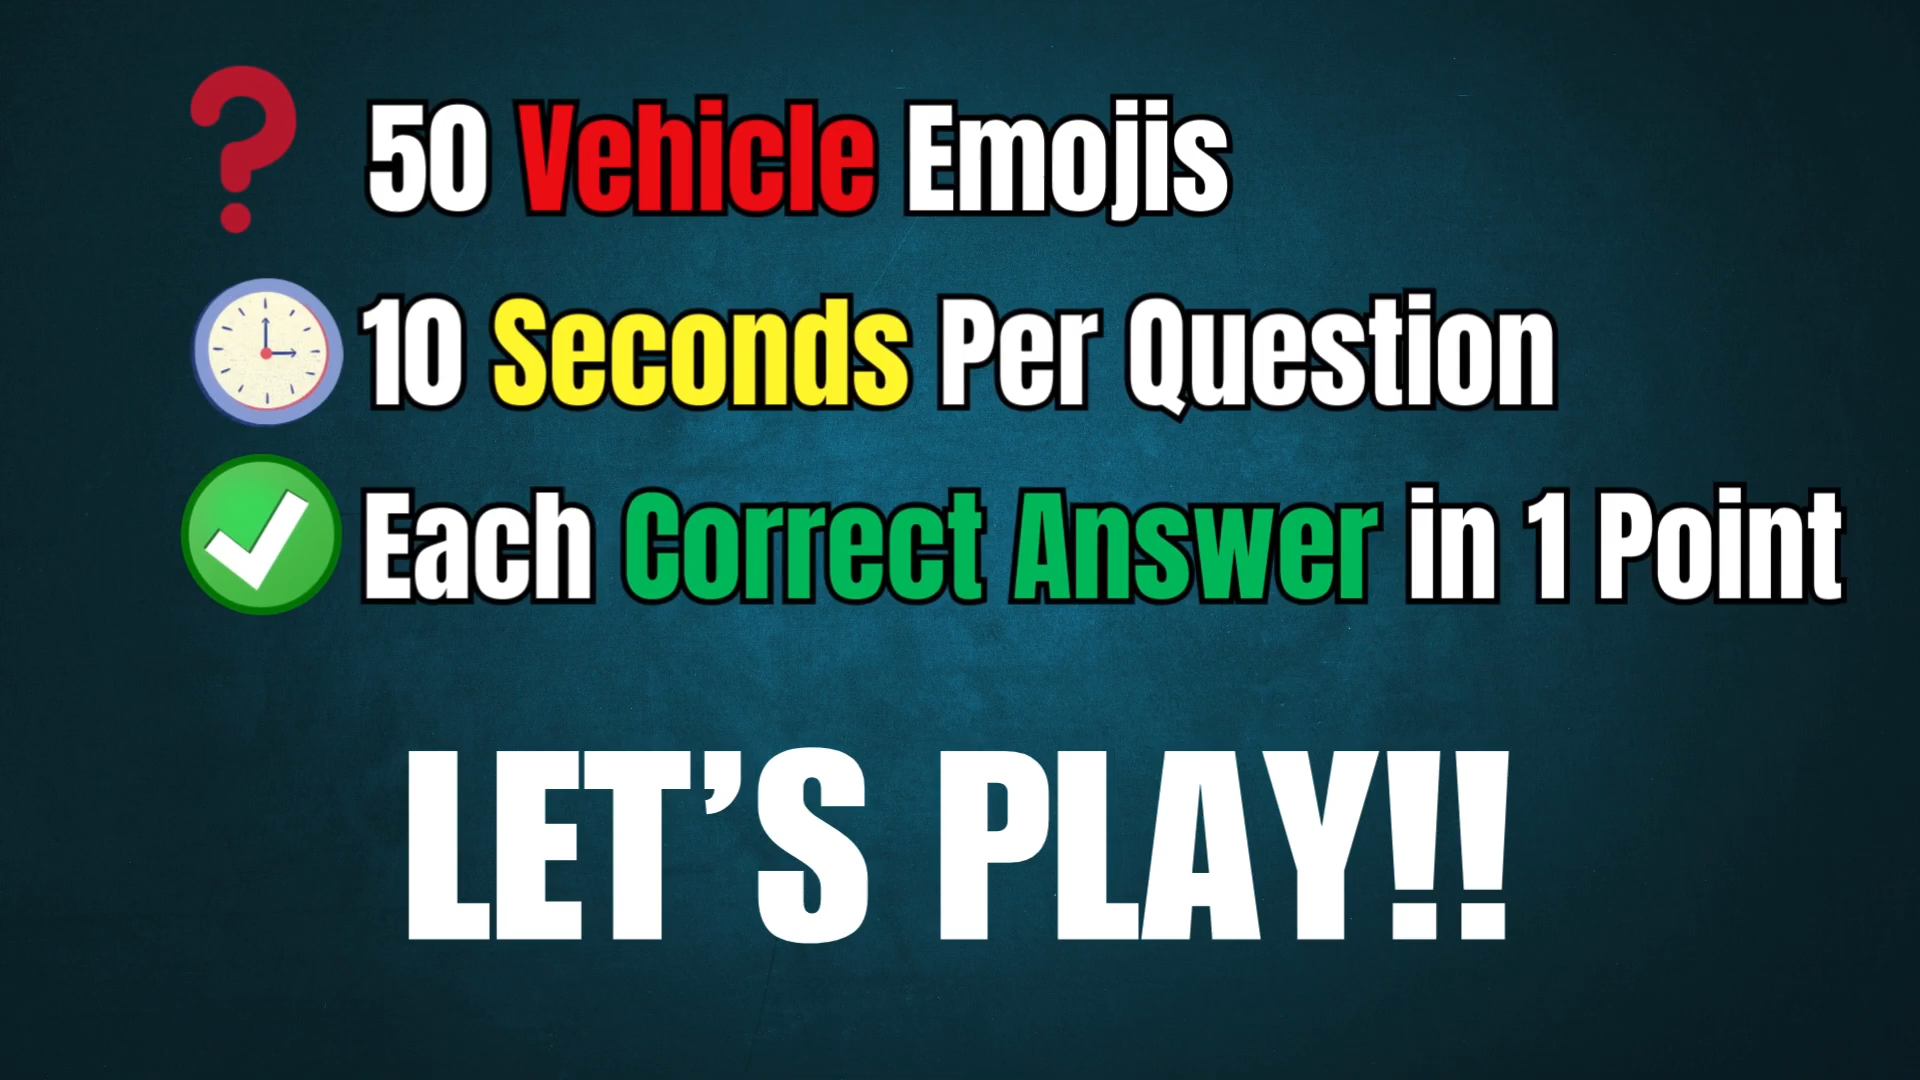 50 Vehicle Emojis
10 Seconds Per Question
Each Correct Answer in 1 Point
LET'S PLAY!!